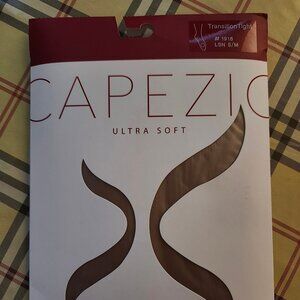 Transition Tight
# 1916
LSN S/M
CAPEZIO
ULTRA SOFT